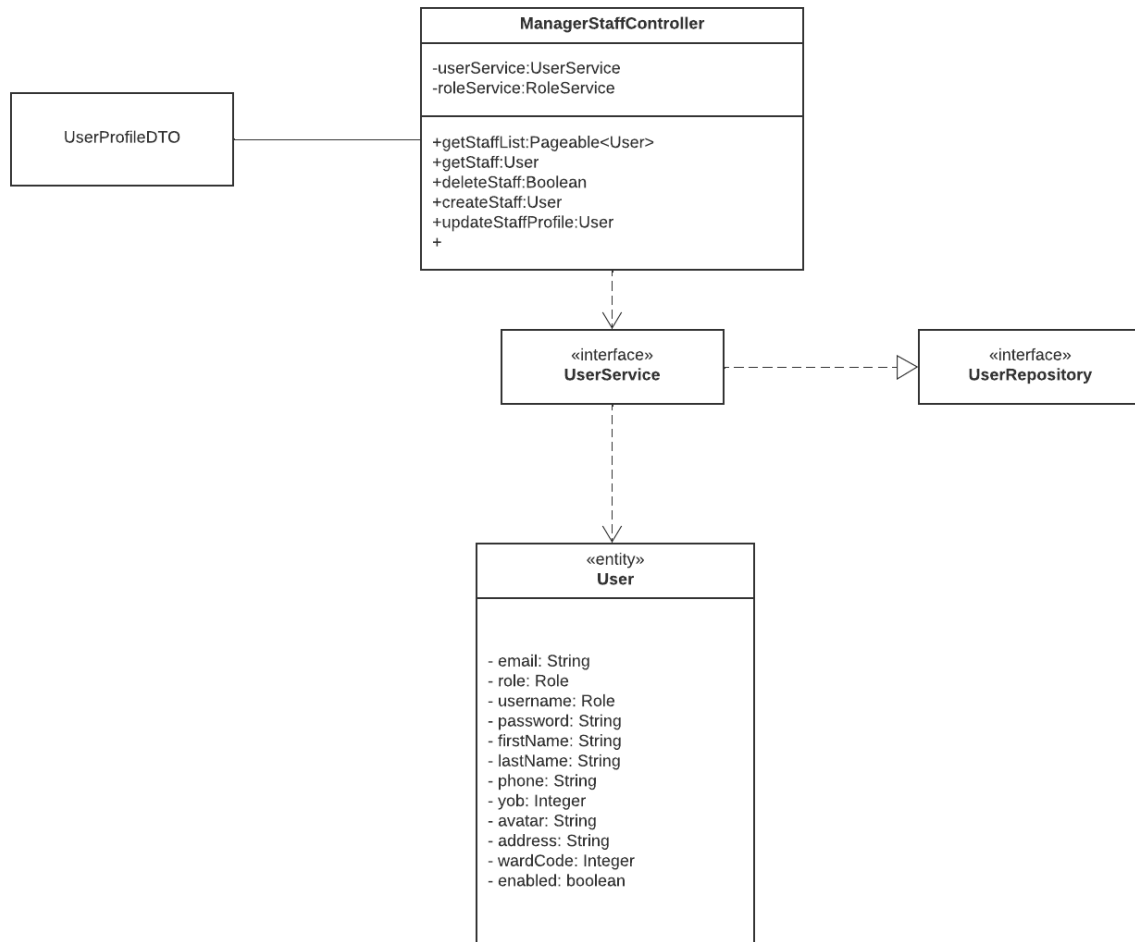 ManagerStaffController
-userService:UserService
-roleService:RoleService
UserProfileDTO
+getStaffList:Pageable<User>
+getStaff:User
+deleteStaff:Boolean
+createStaff:User
+updateStaffProfile:User
+
«interface»
UserService
«interface»
UserRepository
«entity»
User
- email: String
- role: Role
- username: Role
- password: String
- firstName: String
- lastName: String
- phone: String
- yob: Integer
- avatar: String
- address: String
- wardCode: Integer
- enabled: boolean